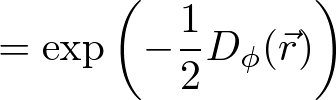 = exp(−1/2 D_ϕ(r⃗))